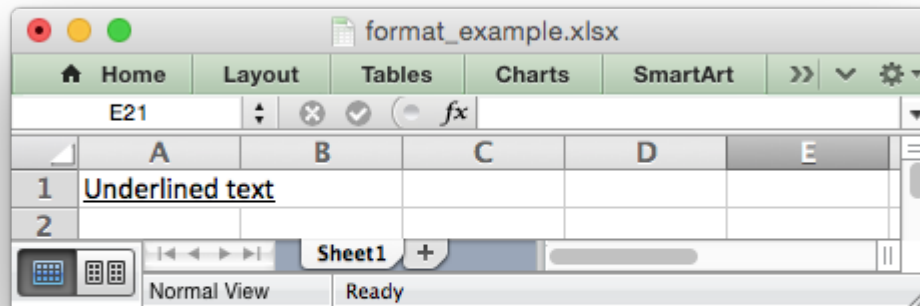 format_example.xlsx
Home Layout Tables Charts SmartArt
E21 fx
A B C D E
1 Underlined text
2
Sheet1 +
Normal View Ready